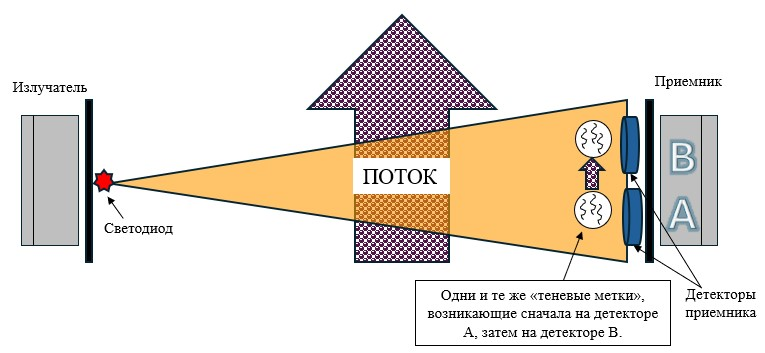 Излучатель
Приемник
B
ПОТОК
A
Светодиод
Одни и те же «теневые метки»,
возникающие сначала на детекторе
А, затем на детекторе В.
Детекторы
приемника